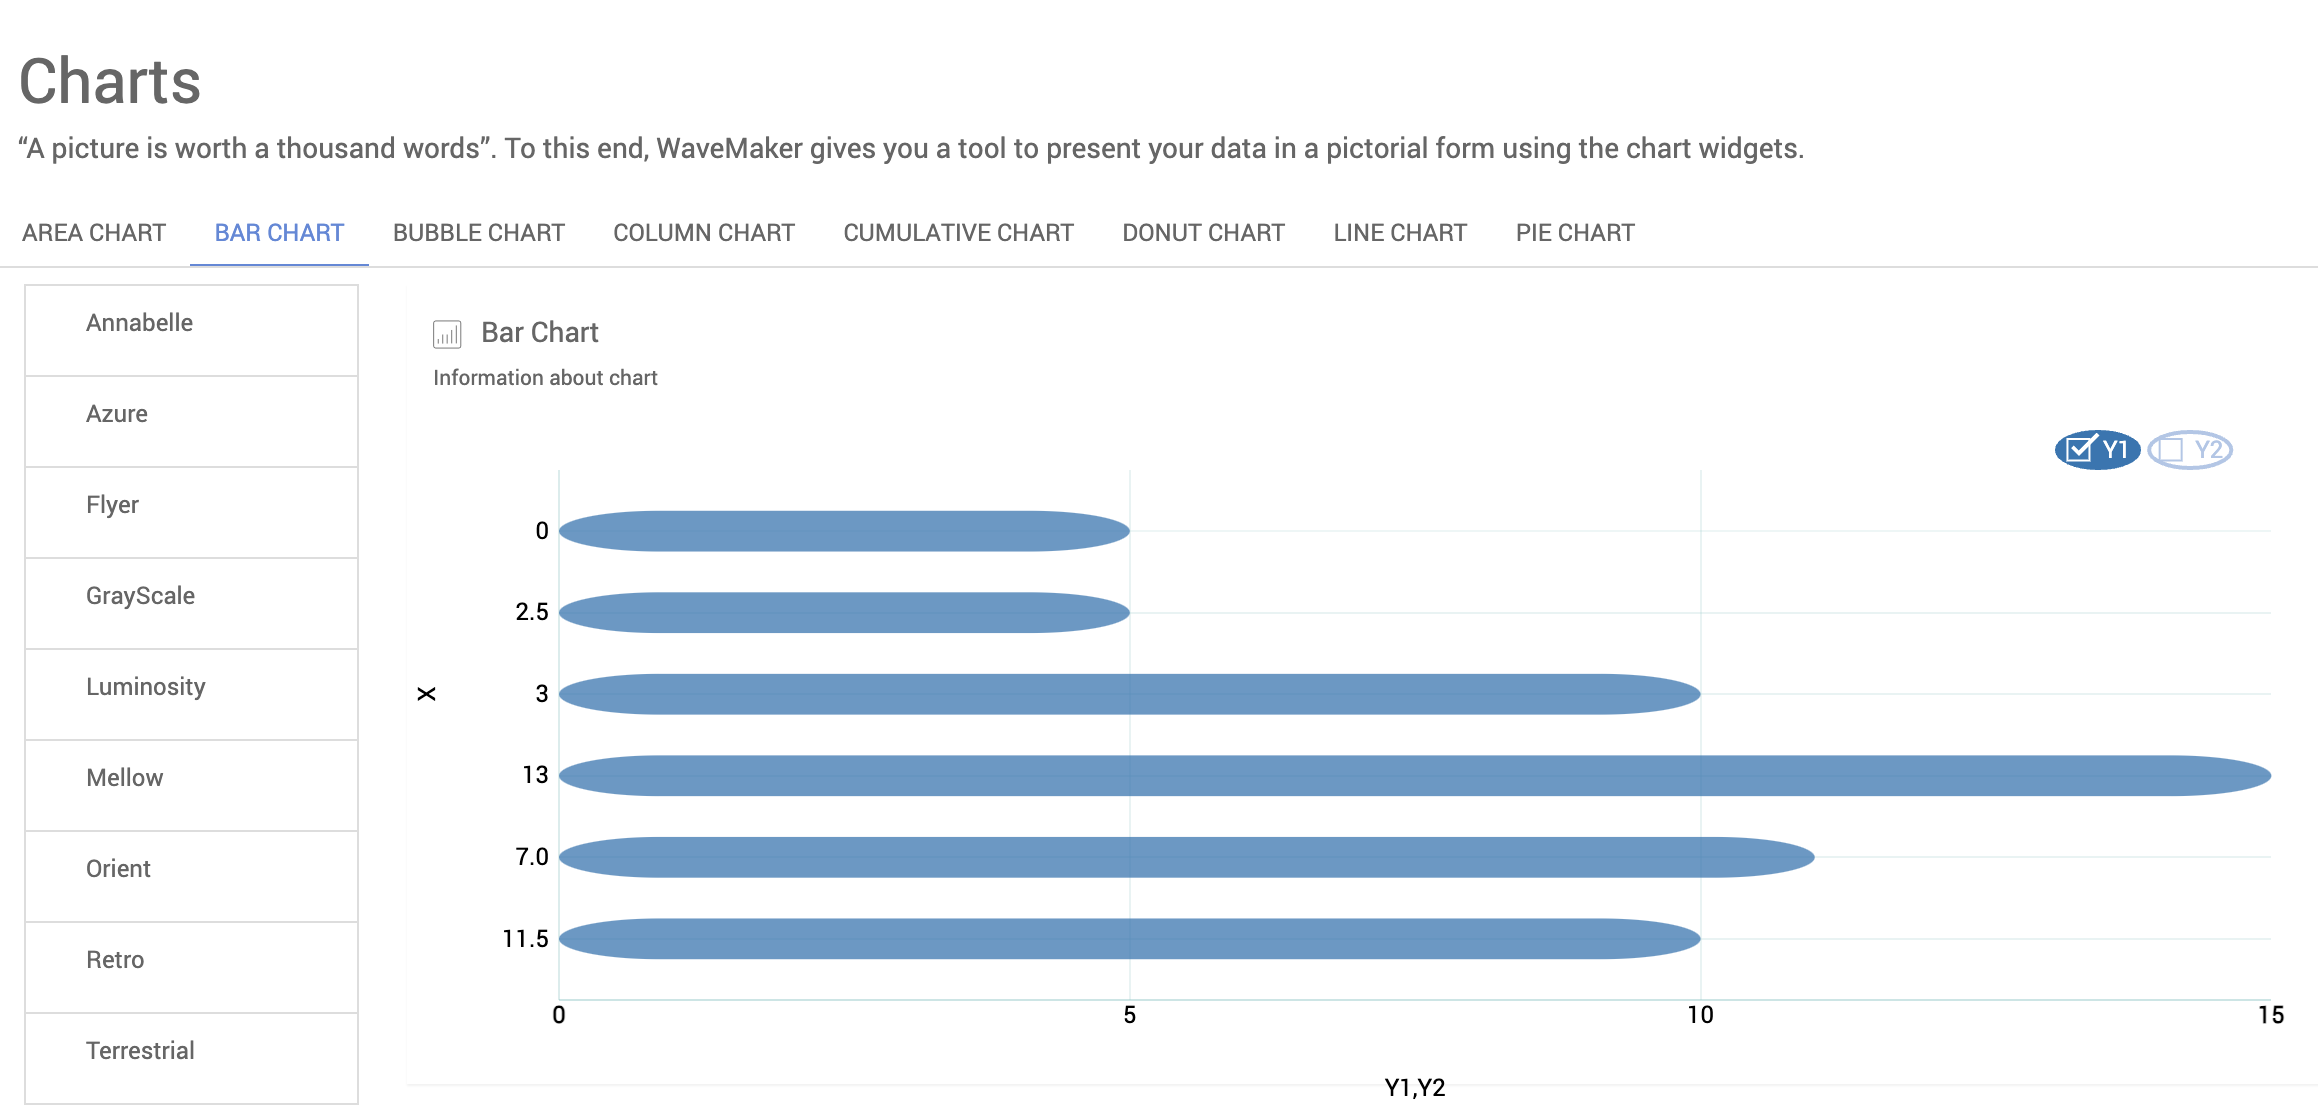 Charts
“A picture is worth a thousand words”. To this end, WaveMaker gives you a tool to present your data in a pictorial form using the chart widgets.
AREA CHART BAR CHART BUBBLE CHART COLUMN CHART CUMULATIVE CHART DONUT CHART LINE CHART PIE CHART
Annabelle
Azure
Flyer
GrayScale
Luminosity
Mellow
Orient
Retro
Terrestrial
Bar Chart
Information about chart
Y1 Y2
0
2.5
3
13
7.0
11.5
X
0 5 10 15
Y1,Y2